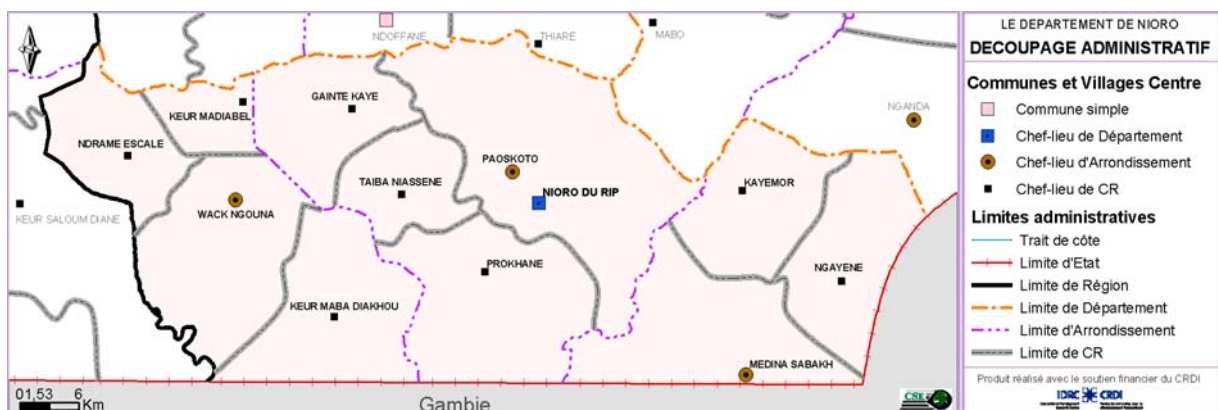 NDOFFANE
THIARE
MABO
GAINTE KAYE
KEUR MADIABEL
NGANDA
NDRAME ESCALE
PAOSKOTO
TAIBA NIASSENE
NIORO DU RIP
KAYEMOR
KEUR SALOUM DIANE
WACK NGOUNA
PROKHANE
NGAYENE
KEUR MABA DIAKHOU
MEDINA SABAKH
01,53 6
Km
Gambie
CSE
LE DEPARTEMENT DE NIORO
DECOUPAGE ADMINISTRATIF
Communes et Villages Centre
Commune simple
Chef-lieu de Département
Chef-lieu d'Arrondissement
Chef-lieu de CR
Limites administratives
Trait de côte
Limite d'Etat
Limite de Région
Limite de Département
Limite d'Arrondissement
Limite de CR
Produit réalisé avec le soutien financier du CRDI
IDRC CRDI